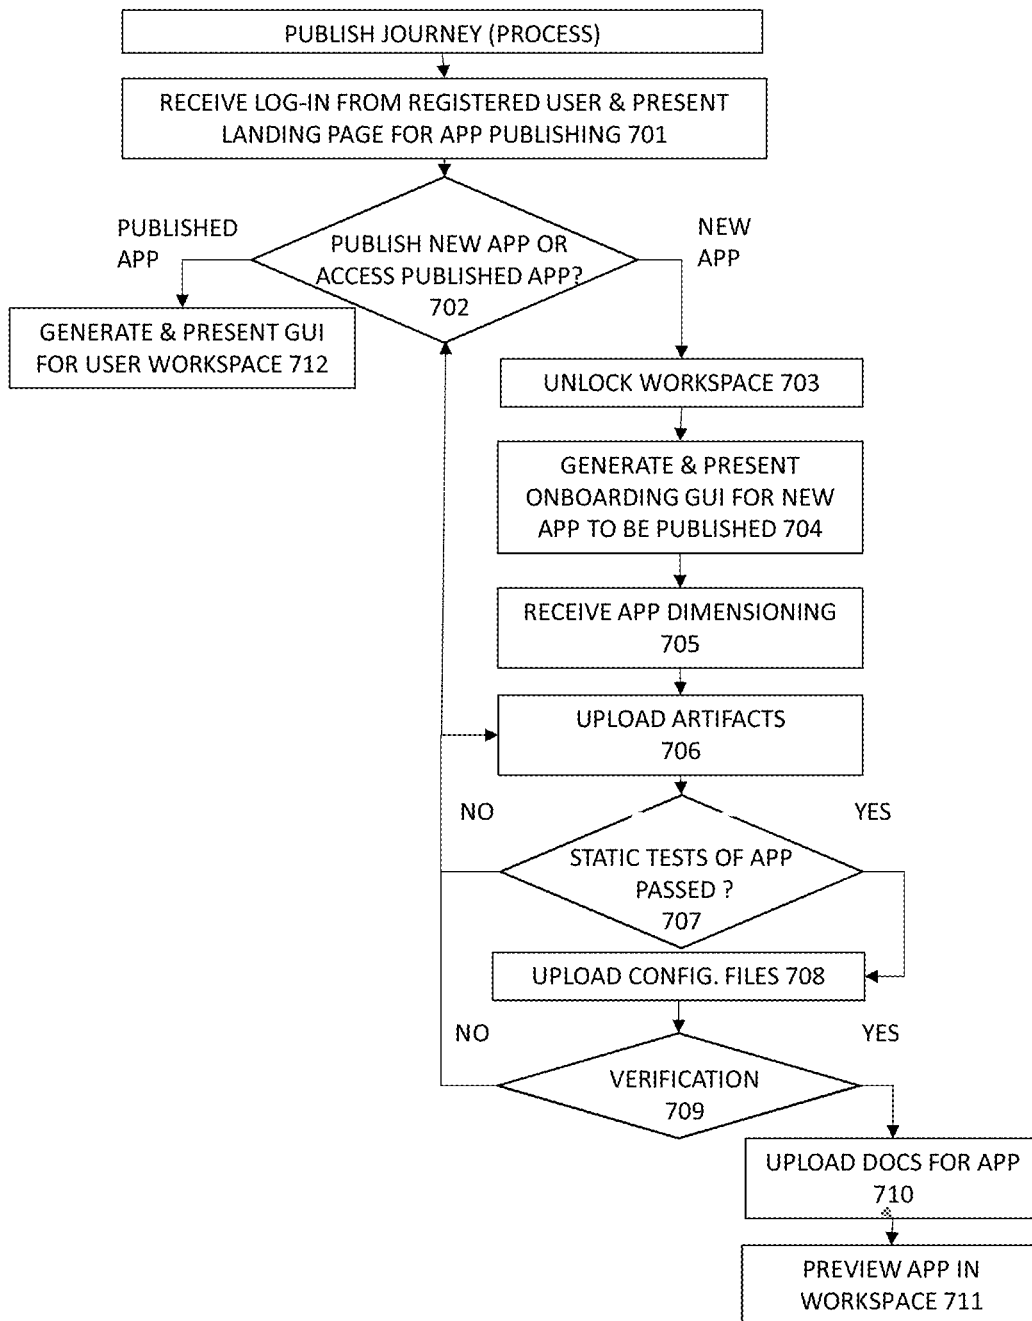 PUBLISH JOURNEY (PROCESS)
RECEIVE LOG-IN FROM REGISTERED USER & PRESENT
LANDING PAGE FOR APP PUBLISHING 701
PUBLISHED
APP
NEW
APP
PUBLISH NEW APP OR
ACCESS PUBLISHED APP?
702
GENERATE & PRESENT GUI
FOR USER WORKSPACE 712
UNLOCK WORKSPACE 703
GENERATE & PRESENT
ONBOARDING GUI FOR NEW
APP TO BE PUBLISHED 704
RECEIVE APP DIMENSIONING
705
UPLOAD ARTIFACTS
706
NO
YES
STATIC TESTS OF APP
PASSED ?
707
UPLOAD CONFIG. FILES 708
NO
YES
VERIFICATION
709
UPLOAD DOCS FOR APP
710
PREVIEW APP IN
WORKSPACE 711